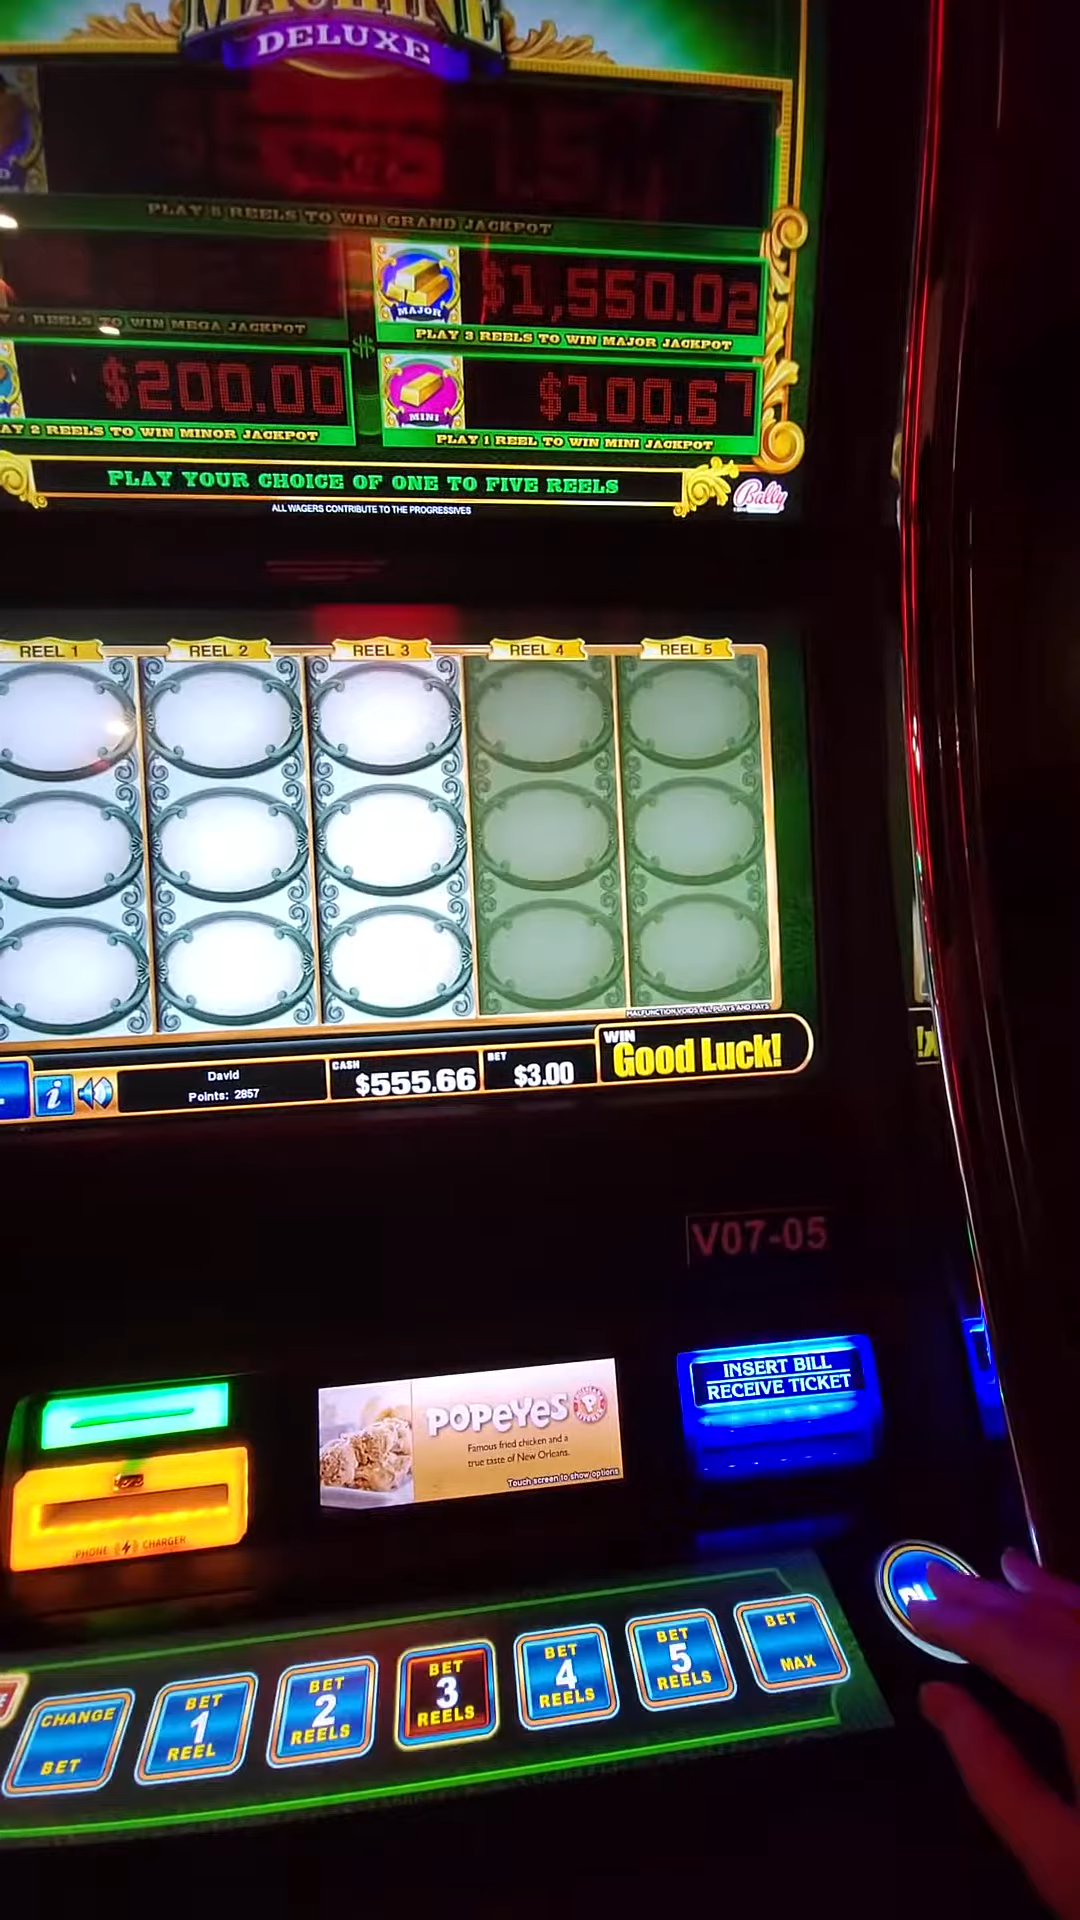 MACHINE
DELUXE
PLAY 5 REELS TO WIN GRAND JACKPOT
MAJOR
$1,550.02
4 REELS TO WIN MEGA JACKPOT
PLAY 3 REELS TO WIN MAJOR JACKPOT
$200.00
MINI
$100.67
AY 2 REELS TO WIN MINOR JACKPOT
PLAY 1 REEL TO WIN MINI JACKPOT
PLAY YOUR CHOICE OF ONE TO FIVE REELS
Bally
ALL WAGERS CONTRIBUTE TO THE PROGRESSIVES
REEL 1
REEL 2
REEL 3
REEL 4
REEL 5
MALFUNCTION VOIDS ALL PLAYS AND PAYS
i
David
Points: 2857
CASH
$555.66
BET
$3.00
WIN
Good Luck!
V07-05
INSERT BILL
RECEIVE TICKET
POPEYES
Famous fried chicken and a
true taste of New Orleans.
Touch screen to show options
PHONE CHARGER
CHANGE
BET
BET
1
REEL
BET
2
REELS
BET
3
REELS
BET
4
REELS
BET
5
REELS
BET
MAX